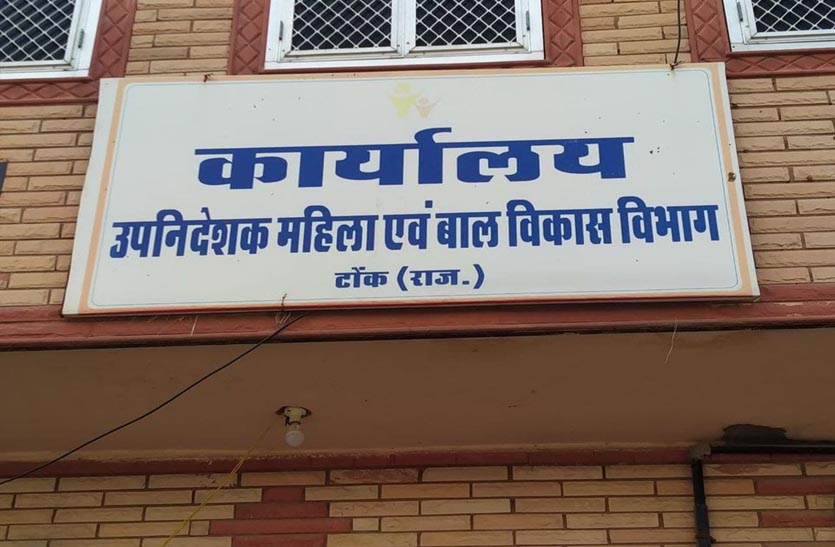 कार्यालय
उपनिदेशक महिला एवं बाल विकास विभाग
टोंक (राज.)